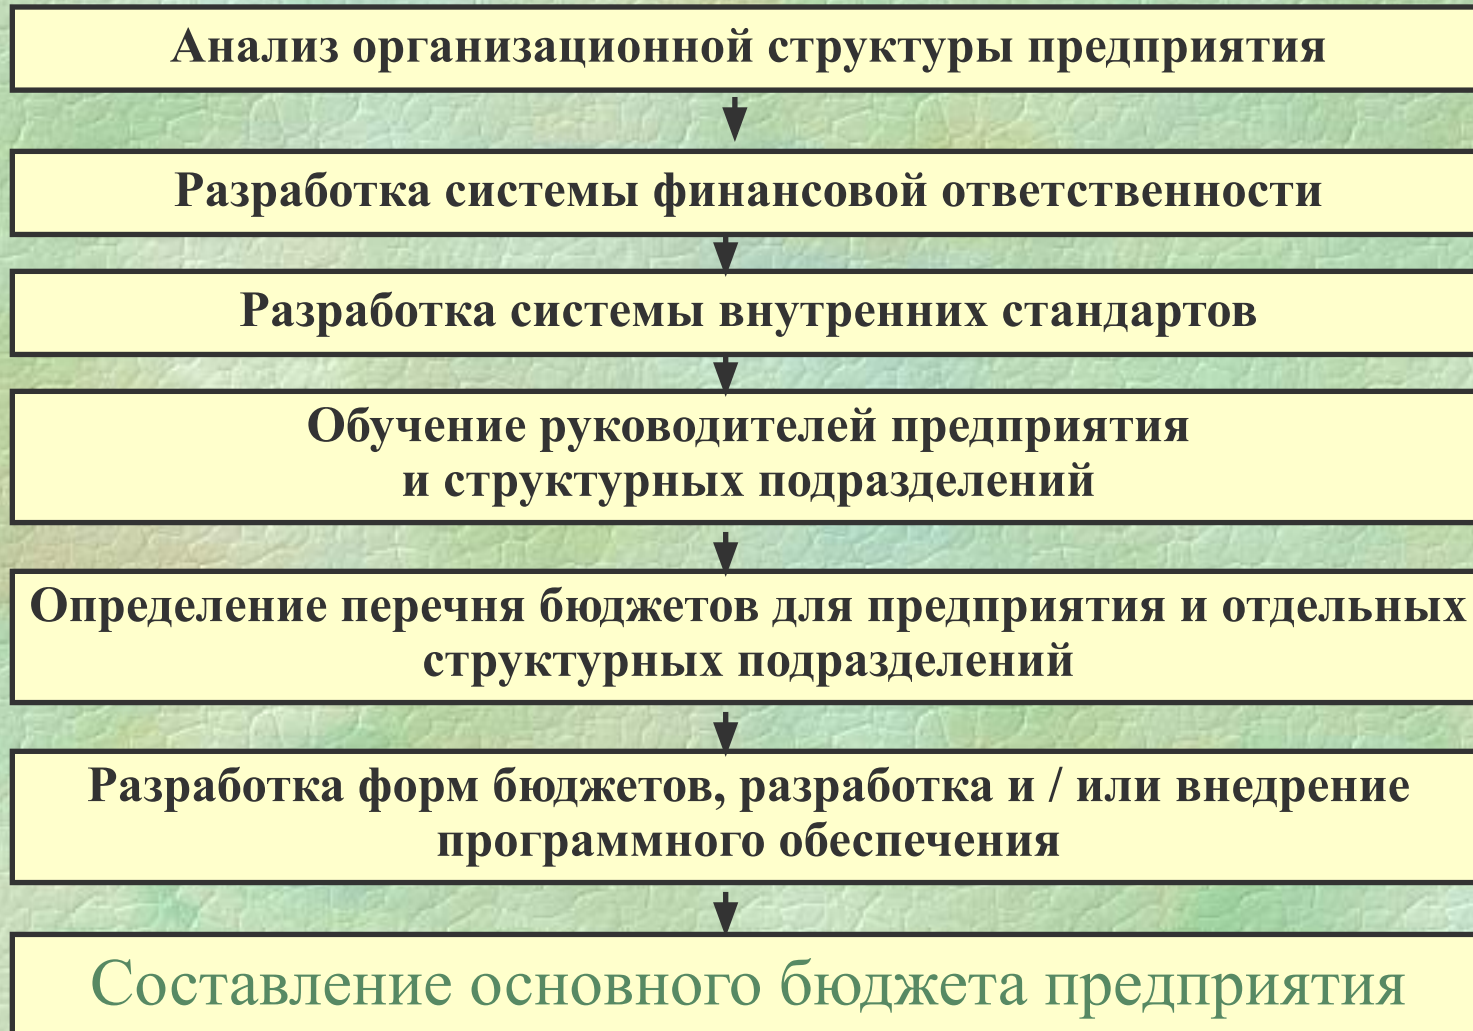 Анализ организационной структуры предприятия
Разработка системы финансовой ответственности
Разработка системы внутренних стандартов
Обучение руководителей предприятия
и структурных подразделений
Определение перечня бюджетов для предприятия и отдельных
структурных подразделений
Разработка форм бюджетов, разработка и / или внедрение
программного обеспечения
Составление основного бюджета предприятия